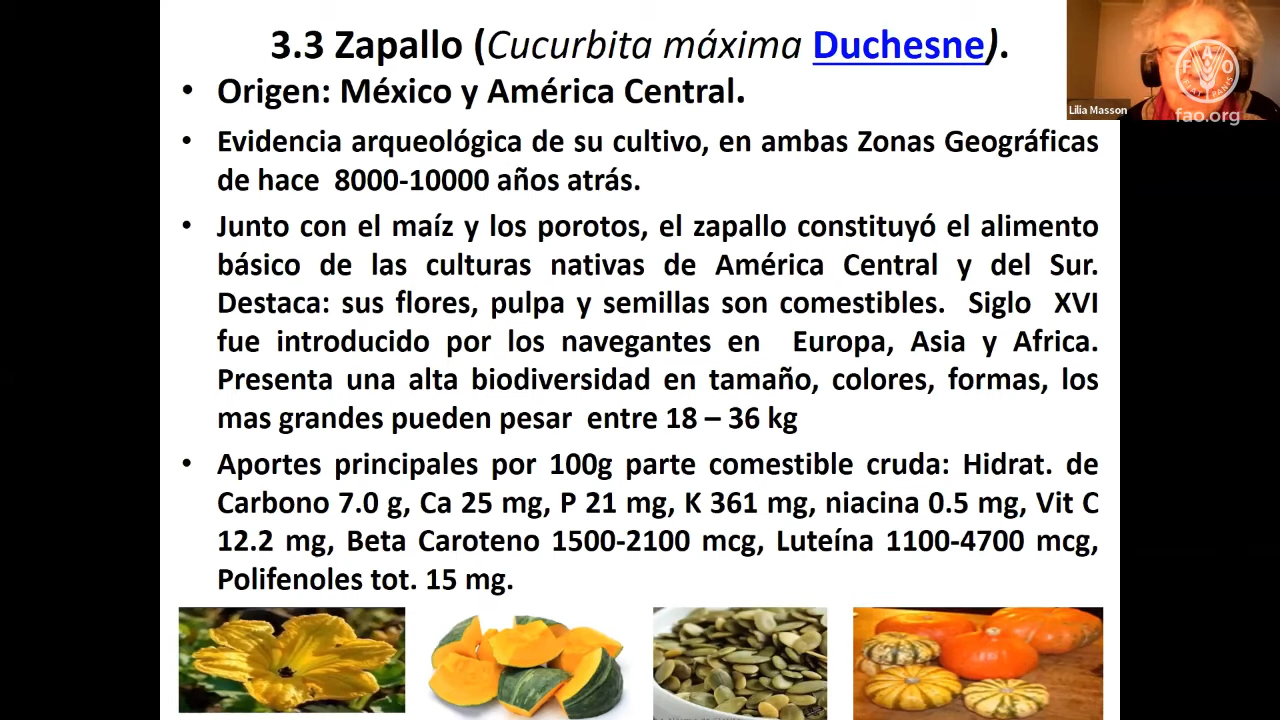 3.3 Zapallo (Cucurbita máxima Duchesne).
• Origen: México y América Central.
• Evidencia arqueológica de su cultivo, en ambas Zonas Geográficas
de hace 8000-10000 años atrás.
• Junto con el maíz y los porotos, el zapallo constituyó el alimento
básico de las culturas nativas de América Central y del Sur.
Destaca: sus flores, pulpa y semillas son comestibles. Siglo XVI
fue introducido por los navegantes en Europa, Asia y Africa.
Presenta una alta biodiversidad en tamaño, colores, formas, los
mas grandes pueden pesar entre 18 – 36 kg
• Aportes principales por 100g parte comestible cruda: Hidrat. de
Carbono 7.0 g, Ca 25 mg, P 21 mg, K 361 mg, niacina 0.5 mg, Vit C
12.2 mg, Beta Caroteno 1500-2100 mcg, Luteína 1100-4700 mcg,
Polifenoles tot. 15 mg.
F A O
FIAT PANIS
Lilia Masson
fao.org